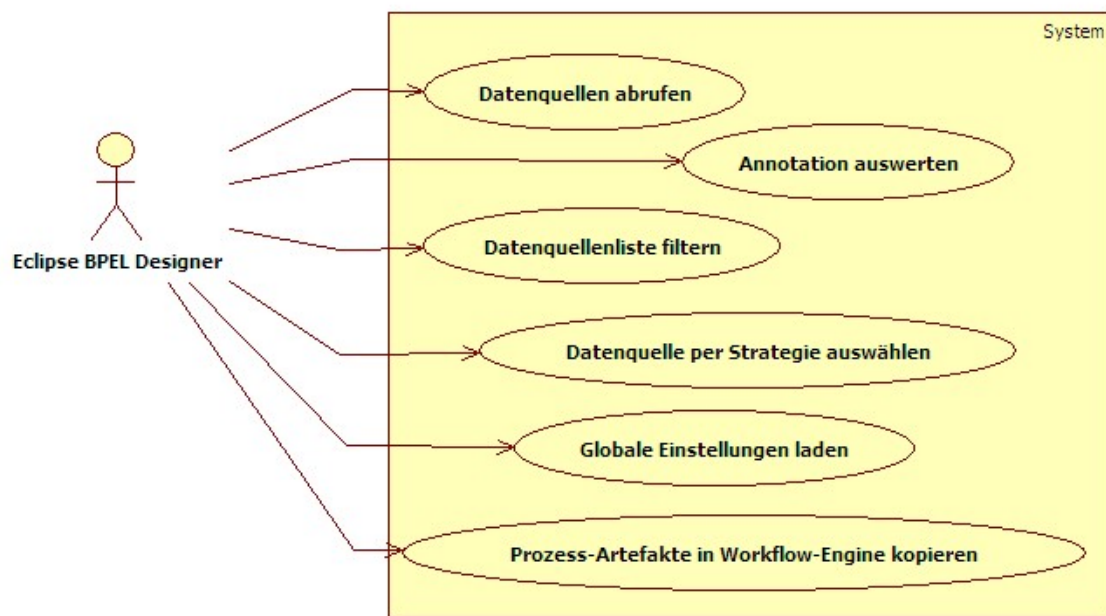 System
Datenquellen abrufen
Annotation auswerten
Datenquellenliste filtern
Eclipse BPEL Designer
Datenquelle per Strategie auswählen
Globale Einstellungen laden
Prozess-Artefakte in Workflow-Engine kopieren